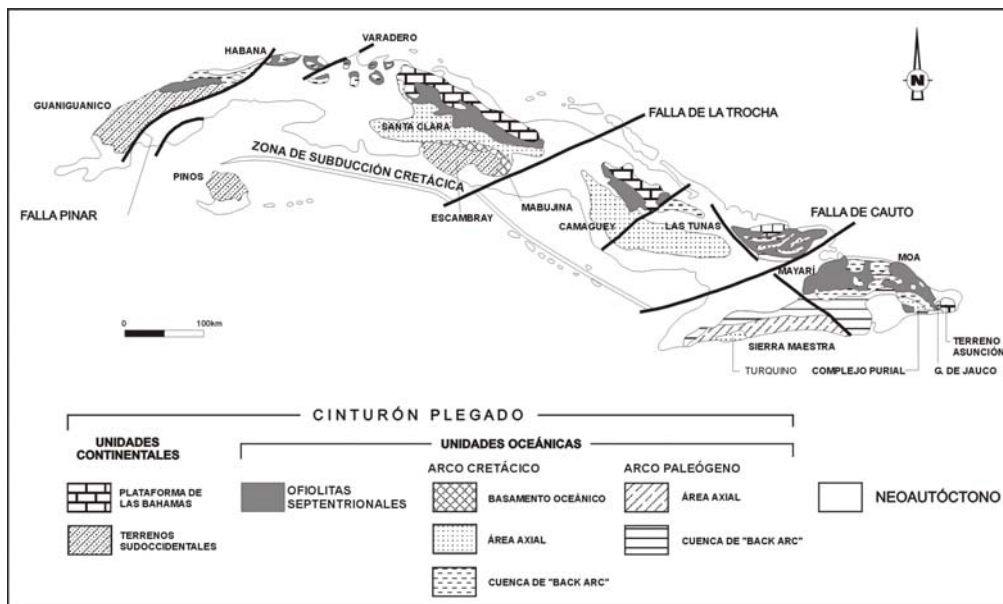 VARADERO
HABANA
N
GUANIGUANICO
FALLA DE LA TROCHA
SANTA CLARA
ZONA DE SUBDUCCIÓN CRETÁCICA
PINOS
FALLA PINAR
ESCAMBRAY
MABUJINA
FALLA DE CAUTO
CAMAGUEY
LAS TUNAS
MOA
MAYARÍ
0 100km
SIERRA MAESTRA
TERRENO
ASUNCIÓN
TURQUINO
COMPLEJO PURIAL
G. DE JAUCO
CINTURÓN PLEGADO
UNIDADES
CONTINENTALES
UNIDADES OCEÁNICAS
ARCO CRETÁCICO
ARCO PALEÓGENO
PLATAFORMA DE
LAS BAHAMAS
OFIOLITAS
SEPTENTRIONALES
BASAMENTO OCEÁNICO
ÁREA AXIAL
NEOAUTÓCTONO
TERRENOS
SUDOCCIDENTALES
ÁREA AXIAL
CUENCA DE "BACK ARC"
CUENCA DE "BACK ARC"